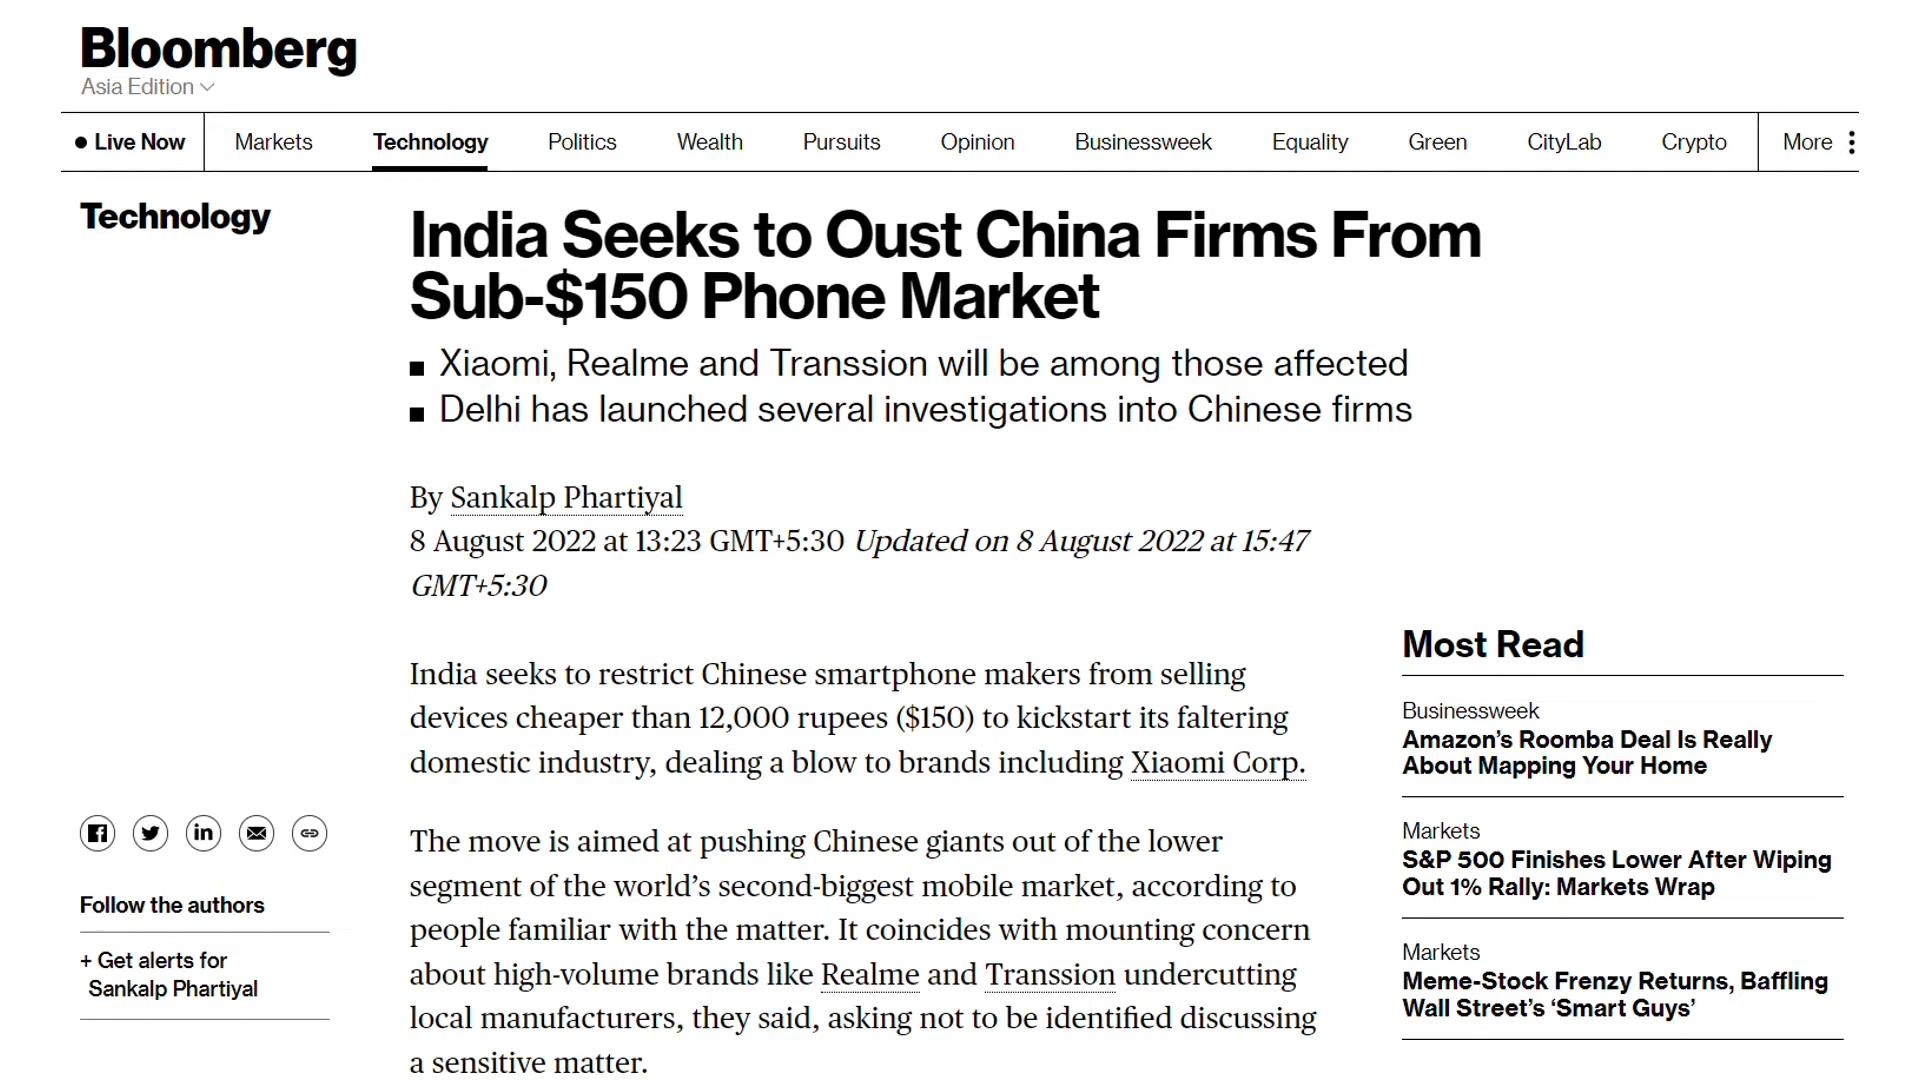 Bloomberg
Asia Edition
Live Now
Markets
Technology
Politics
Wealth
Pursuits
Opinion
Businessweek
Equality
Green
CityLab
Crypto
More
Technology
India Seeks to Oust China Firms From
Sub-$150 Phone Market
Xiaomi, Realme and Transsion will be among those affected
Delhi has launched several investigations into Chinese firms
By Sankalp Phartiyal
8 August 2022 at 13:23 GMT+5:30 Updated on 8 August 2022 at 15:47
GMT+5:30
India seeks to restrict Chinese smartphone makers from selling
devices cheaper than 12,000 rupees ($150) to kickstart its faltering
domestic industry, dealing a blow to brands including Xiaomi Corp.
The move is aimed at pushing Chinese giants out of the lower
segment of the world’s second-biggest mobile market, according to
people familiar with the matter. It coincides with mounting concern
about high-volume brands like Realme and Transsion undercutting
local manufacturers, they said, asking not to be identified discussing
a sensitive matter.
Follow the authors
+ Get alerts for
Sankalp Phartiyal
Most Read
Businessweek
Amazon’s Roomba Deal Is Really
About Mapping Your Home
Markets
S&P 500 Finishes Lower After Wiping
Out 1% Rally: Markets Wrap
Markets
Meme-Stock Frenzy Returns, Baffling
Wall Street’s ‘Smart Guys’